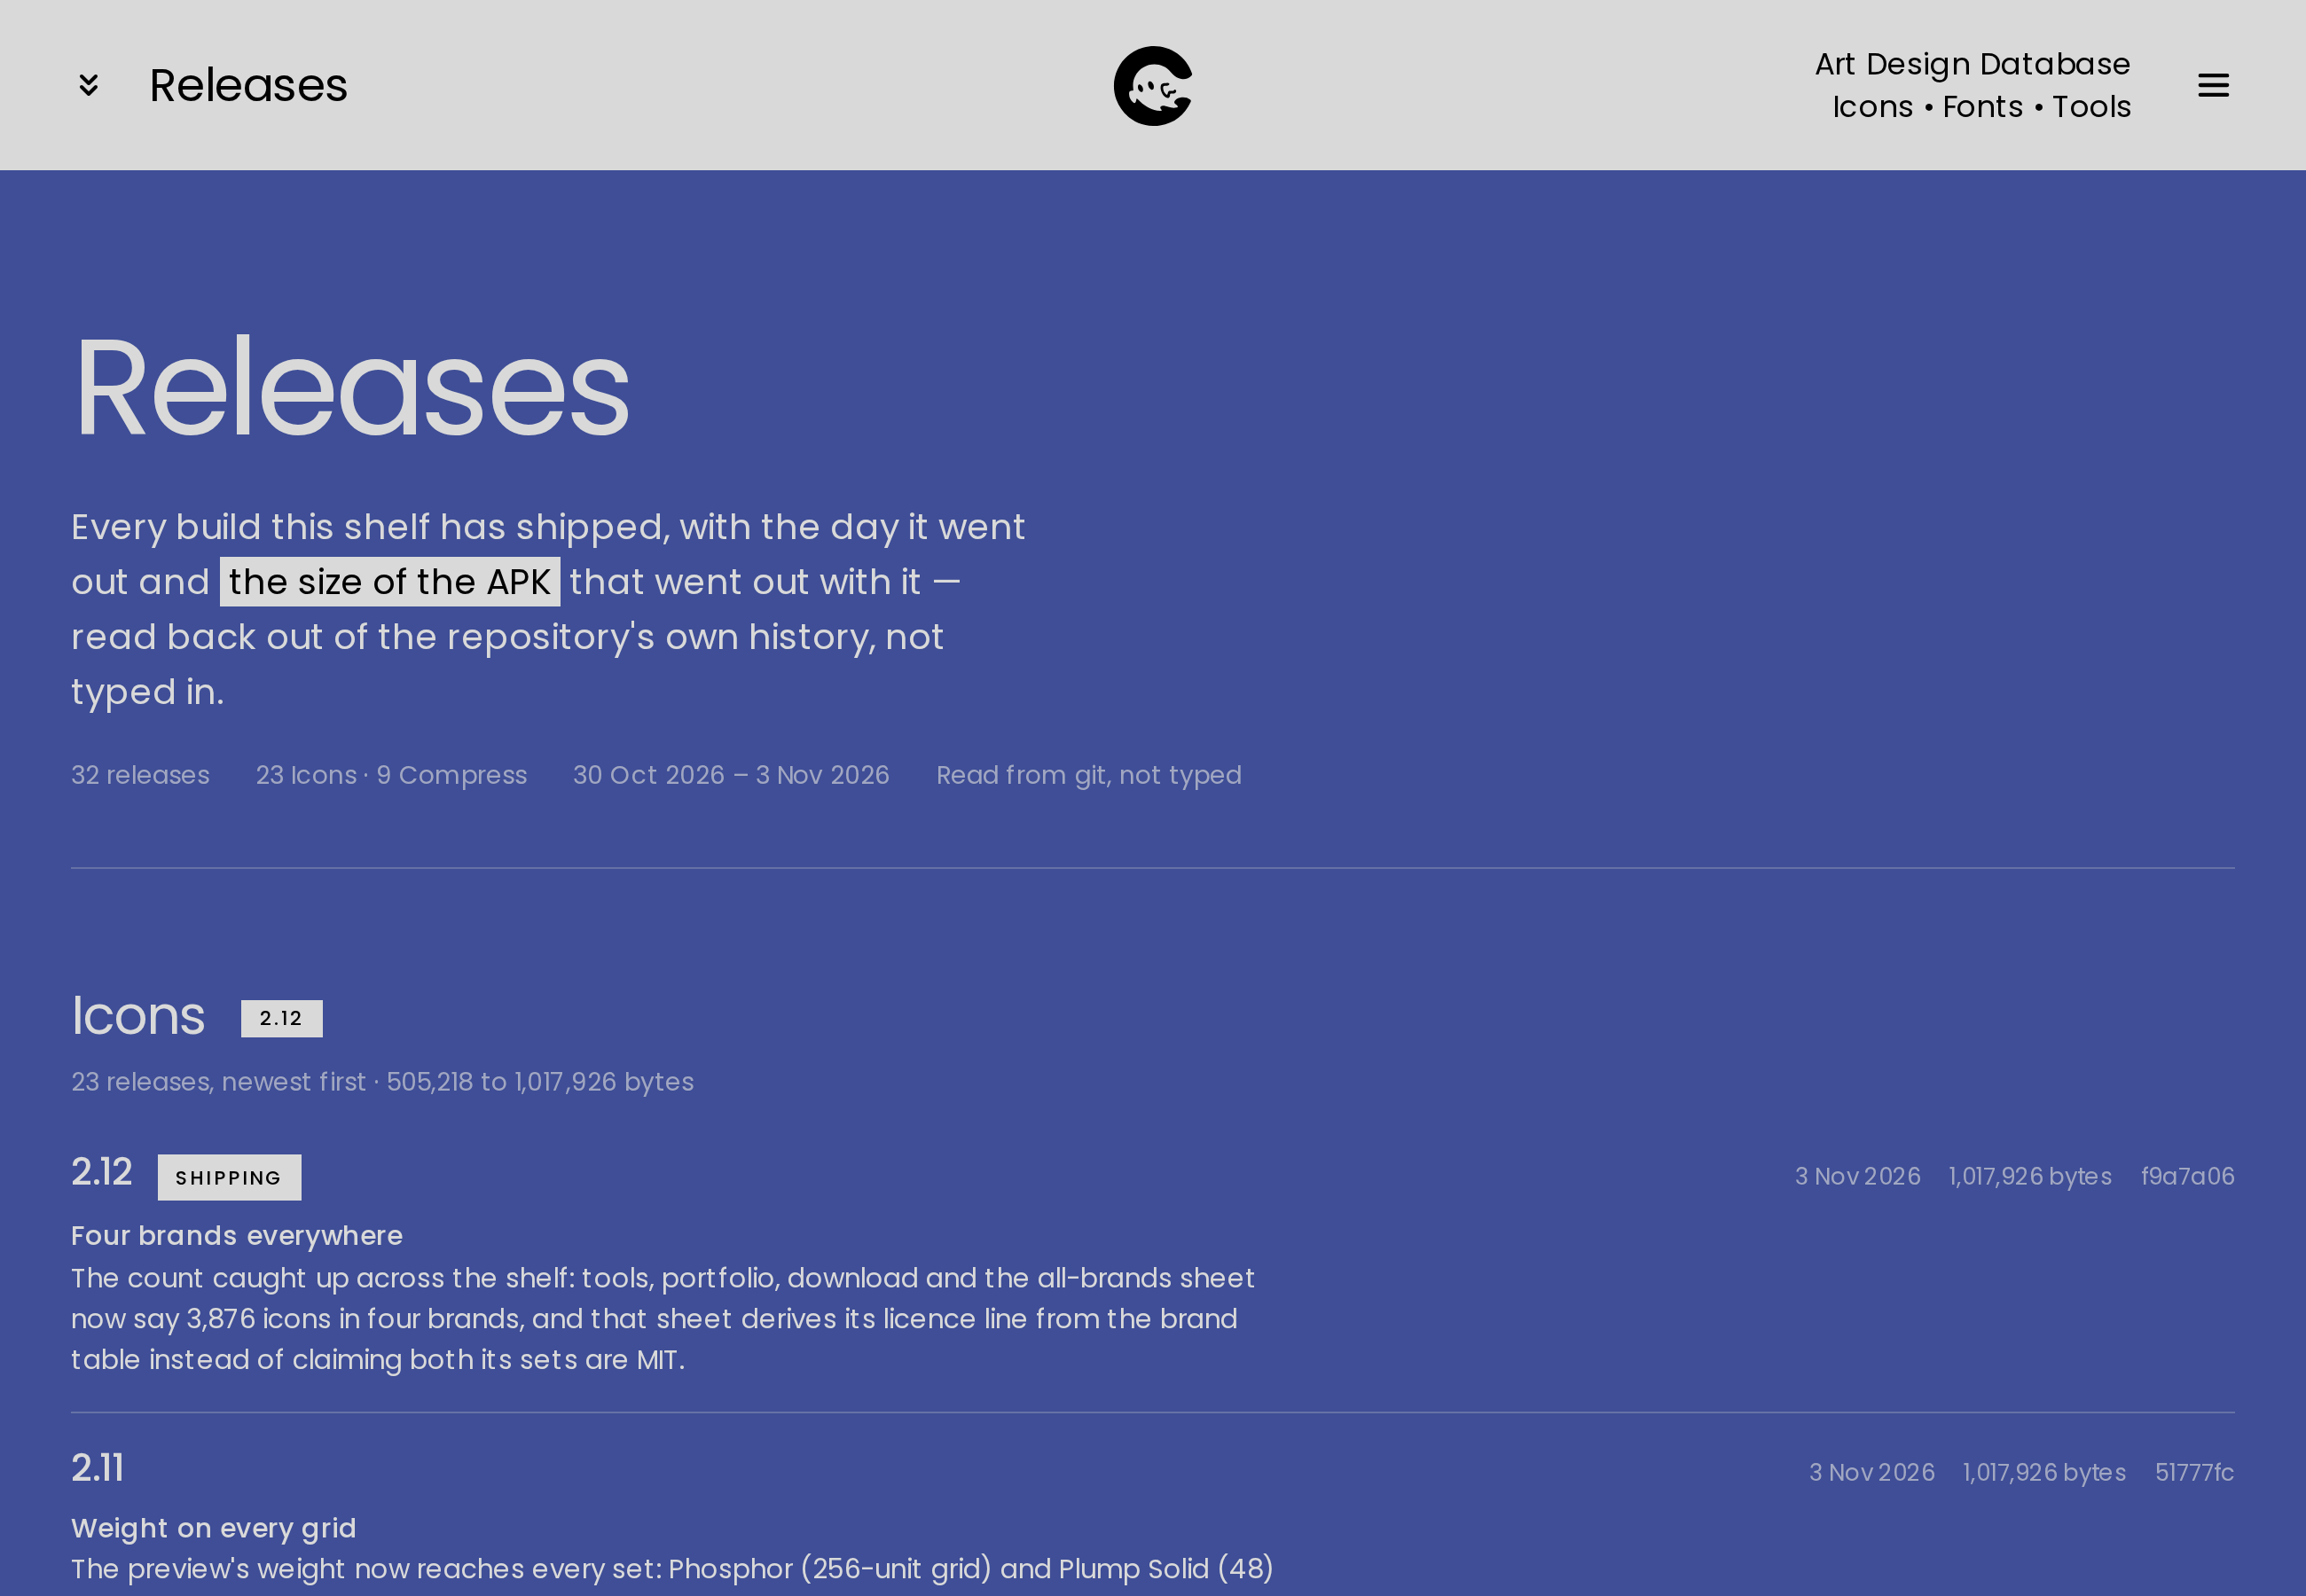 Releases
Art Design Database
Icons • Fonts • Tools
Releases
Every build this shelf has shipped, with the day it went
out and the size of the APK that went out with it —
read back out of the repository's own history, not
typed in.
32 releases 23 Icons · 9 Compress 30 Oct 2026 – 3 Nov 2026 Read from git, not typed
Icons 2.12
23 releases, newest first · 505,218 to 1,017,926 bytes
2.12 SHIPPING 3 Nov 2026 1,017,926 bytes f9a7a06
Four brands everywhere
The count caught up across the shelf: tools, portfolio, download and the all-brands sheet
now say 3,876 icons in four brands, and that sheet derives its licence line from the brand
table instead of claiming both its sets are MIT.
2.11 3 Nov 2026 1,017,926 bytes 51777fc
Weight on every grid
The preview's weight now reaches every set: Phosphor (256-unit grid) and Plump Solid (48)